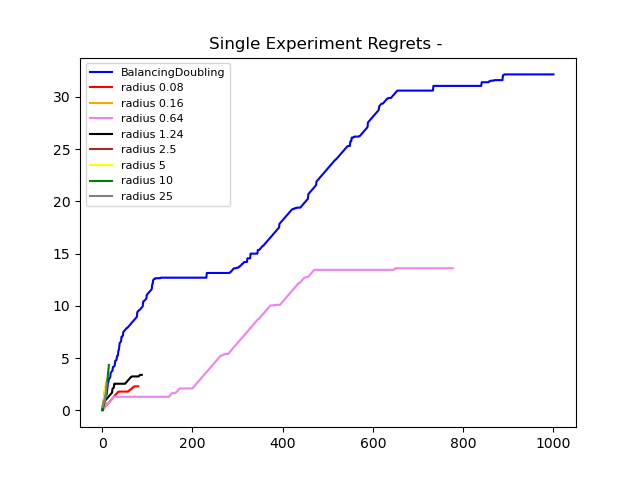 Single Experiment Regrets -
BalancingDoubling
radius 0.08
radius 0.16
radius 0.64
radius 1.24
radius 2.5
radius 5
radius 10
radius 25
30
25
20
15
10
5
0
0 200 400 600 800 1000